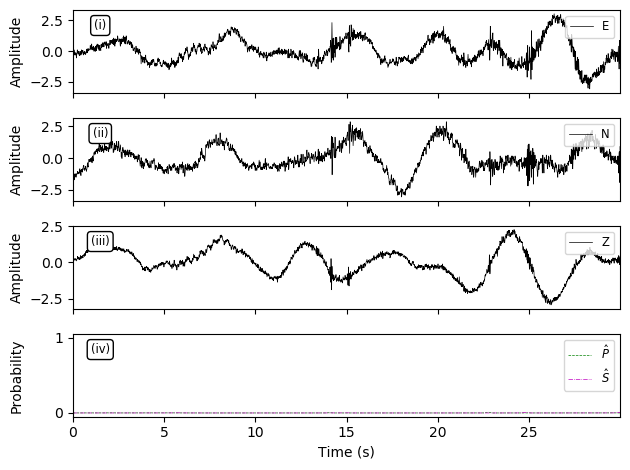 (i)
E
Amplitude
2.5
0.0
−2.5
(ii)
N
Amplitude
2.5
0.0
−2.5
(iii)
Z
Amplitude
2.5
0.0
−2.5
(iv)
P̂
Ŝ
Probability
1
0
0 5 10 15 20 25
Time (s)